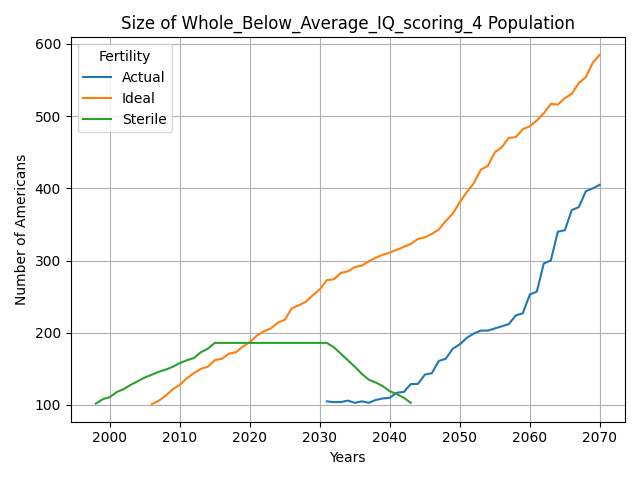 Size of Whole_Below_Average_IQ_scoring_4 Population
Number of Americans
600
500
400
300
200
100
Fertility
Actual
Ideal
Sterile
2000 2010 2020 2030 2040 2050 2060 2070
Years